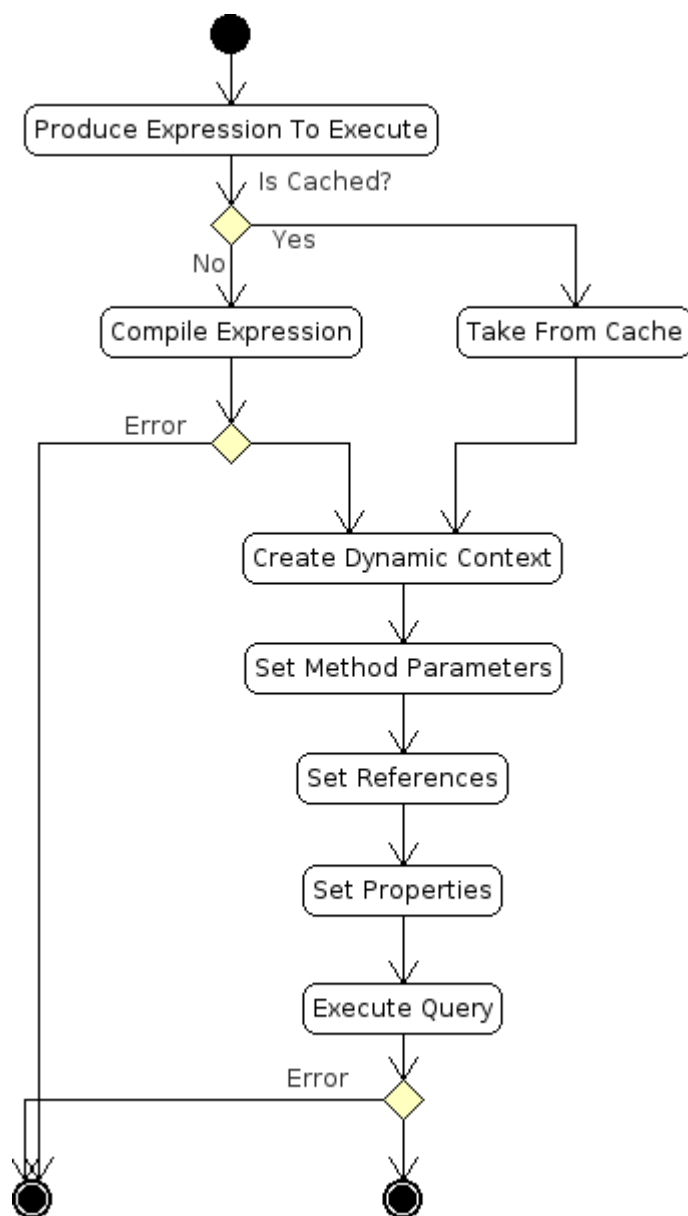 Produce Expression To Execute
Is Cached?
Yes
No
Compile Expression
Take From Cache
Error
Create Dynamic Context
Set Method Parameters
Set References
Set Properties
Execute Query
Error